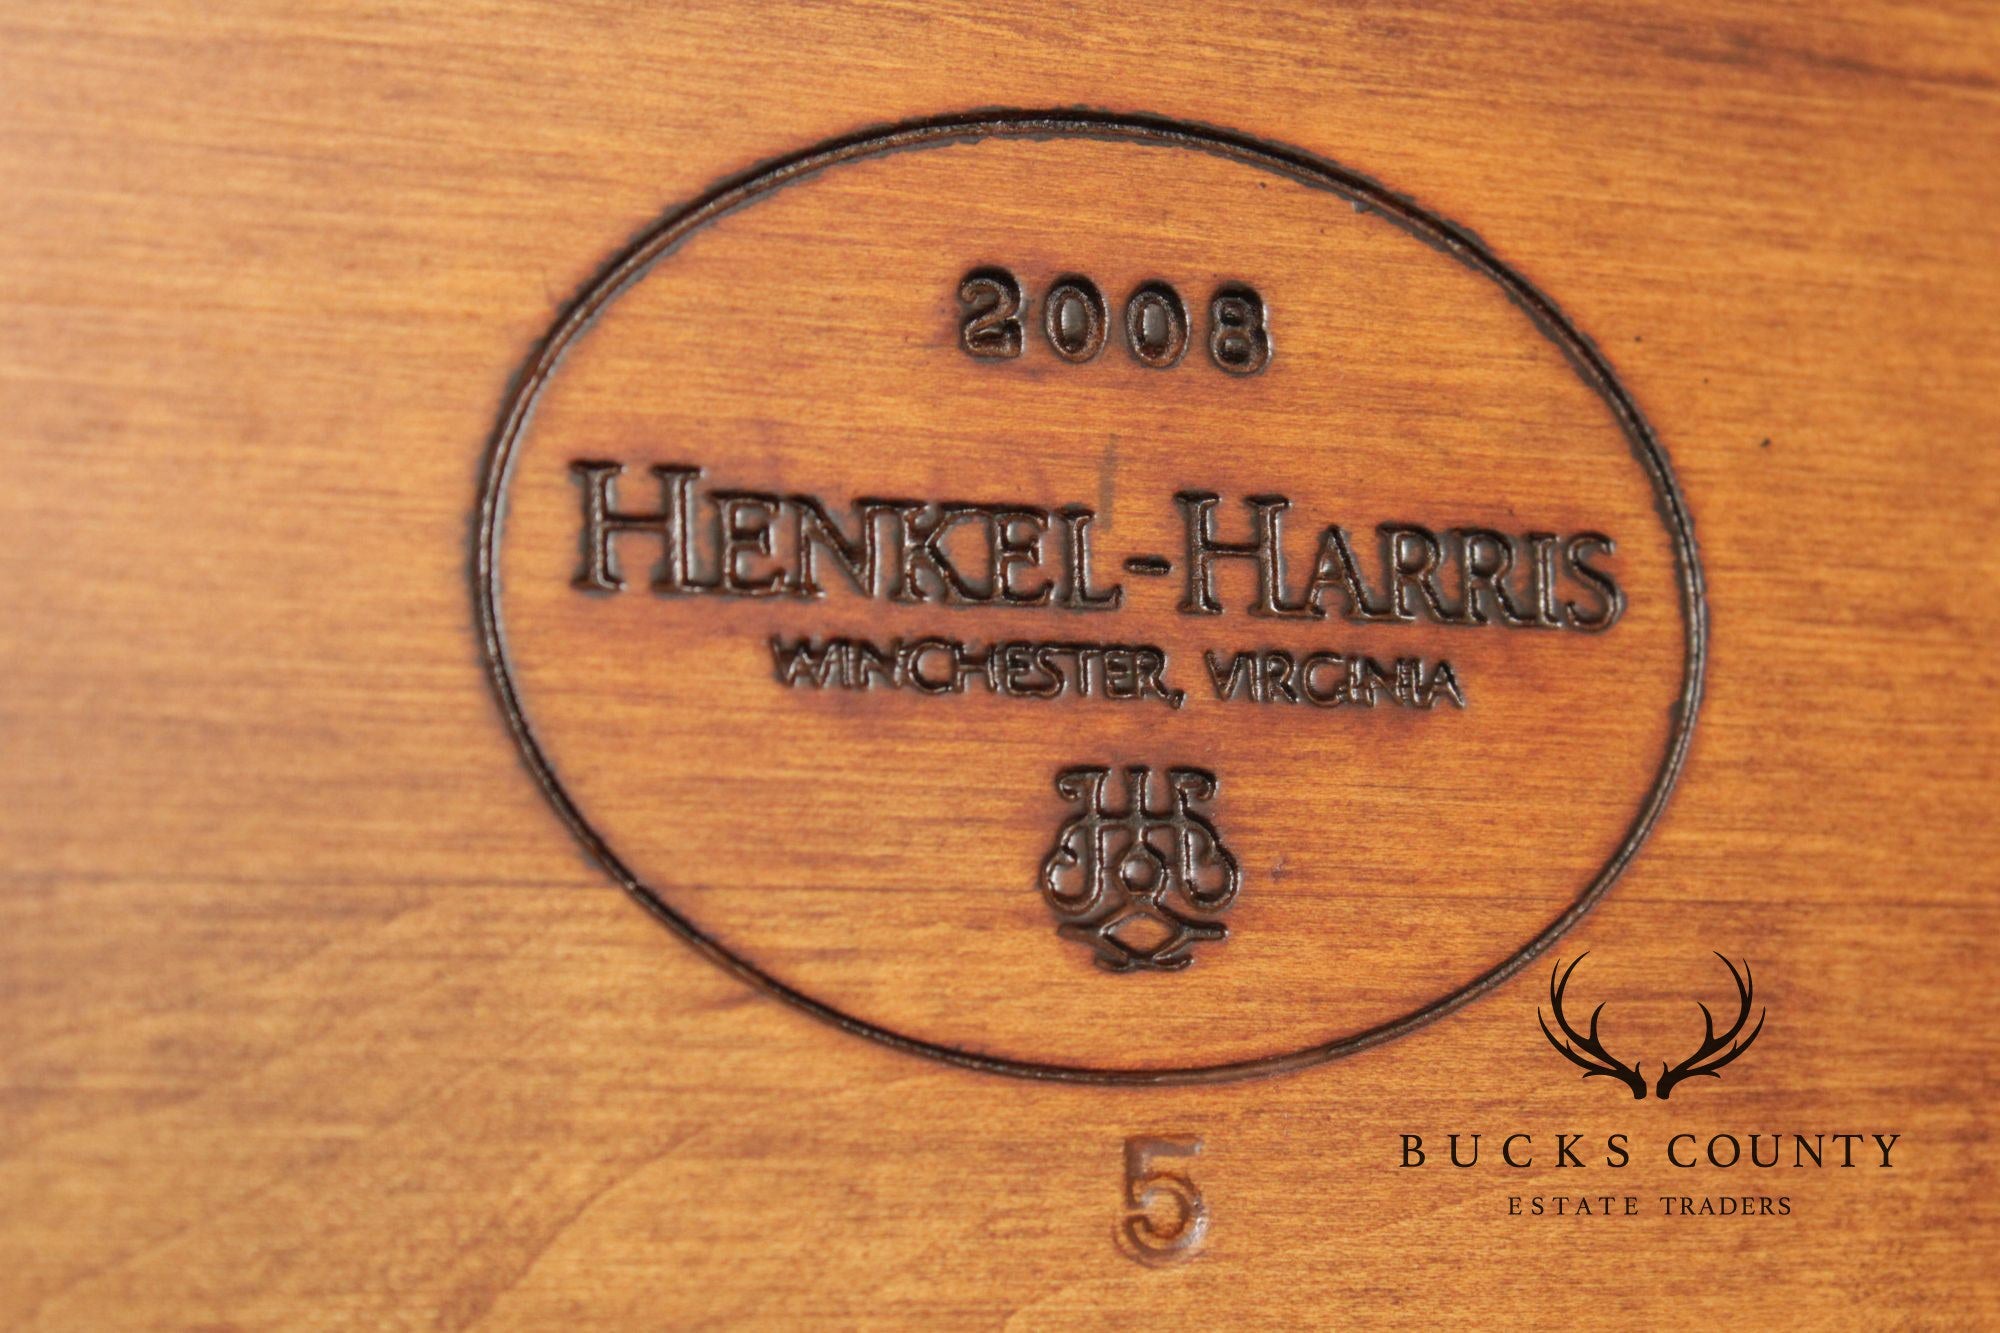 2008
HENKEL-HARRIS
WINCHESTER, VIRGINIA
5
BUCKS COUNTY
ESTATE TRADERS